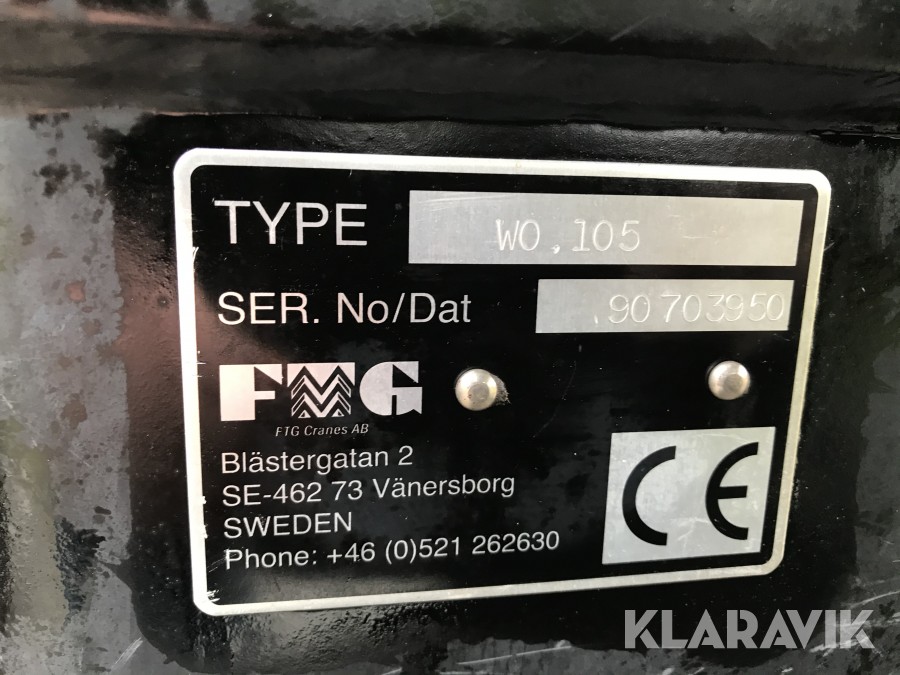 TYPE WO.105
SER. No/Dat .90703950
FTG
FTG Cranes AB
Blästergatan 2
SE-462 73 Vänersborg
SWEDEN
Phone: +46 (0)521 262630
CE
KLARAVIK